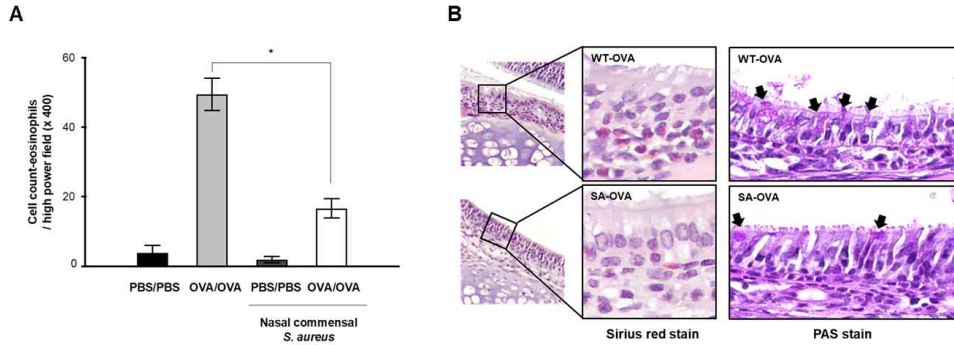 A
B
Cell count-eosinophils
/ high power field (x 400)
60
40
20
0
*
PBS/PBS
OVA/OVA
PBS/PBS
OVA/OVA
Nasal commensal
S. aureus
WT-OVA
WT-OVA
SA-OVA
SA-OVA
Sirius red stain
PAS stain